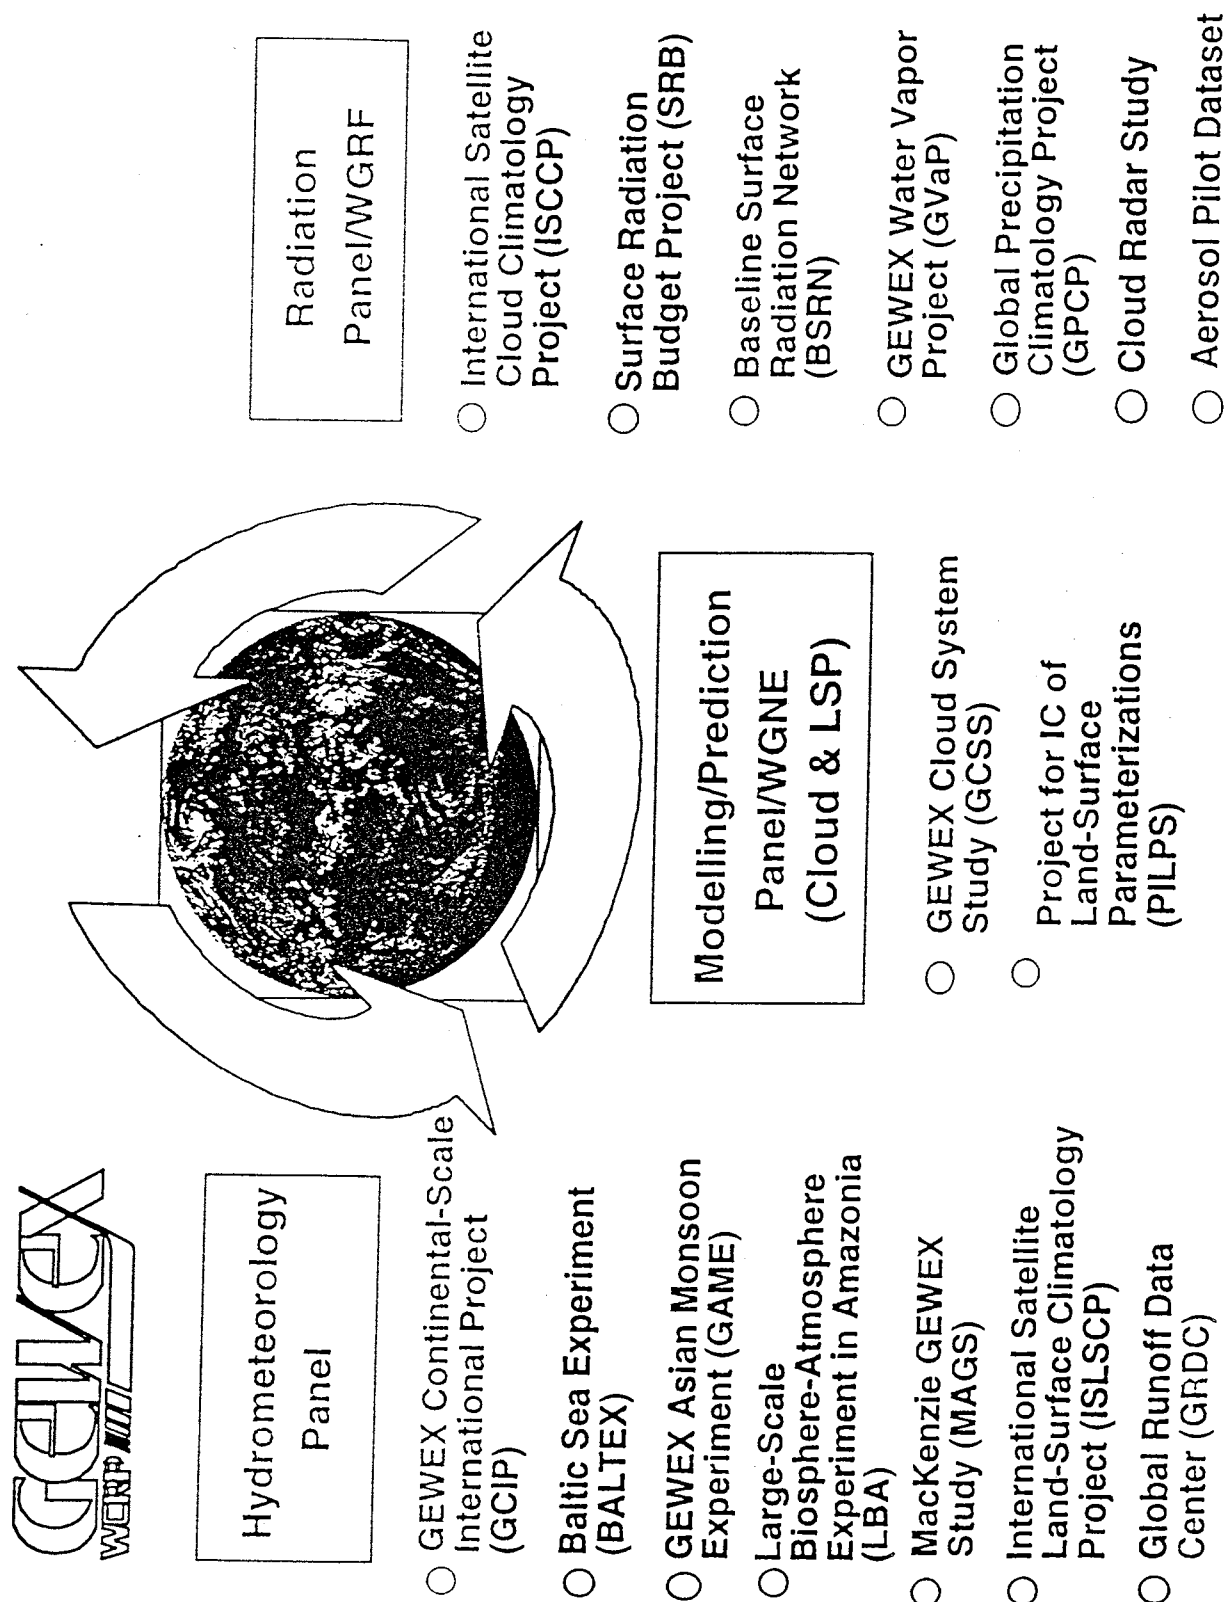 GEWEX
WCRP
Hydrometeorology
Panel
○ GEWEX Continental-Scale
International Project
(GCIP)
○ Baltic Sea Experiment
(BALTEX)
○ GEWEX Asian Monsoon
Experiment (GAME)
○ Large-Scale
Biosphere-Atmosphere
Experiment in Amazonia
(LBA)
○ MacKenzie GEWEX
Study (MAGS)
○ International Satellite
Land-Surface Climatology
Project (ISLSCP)
○ Global Runoff Data
Center (GRDC)
Modelling/Prediction
Panel/WGNE
(Cloud & LSP)
○ GEWEX Cloud System
Study (GCSS)
○ Project for IC of
Land-Surface
Parameterizations
(PILPS)
Radiation
Panel/WGRF
○ International Satellite
Cloud Climatology
Project (ISCCP)
○ Surface Radiation
Budget Project (SRB)
○ Baseline Surface
Radiation Network
(BSRN)
○ GEWEX Water Vapor
Project (GVaP)
○ Global Precipitation
Climatology Project
(GPCP)
○ Cloud Radar Study
○ Aerosol Pilot Dataset